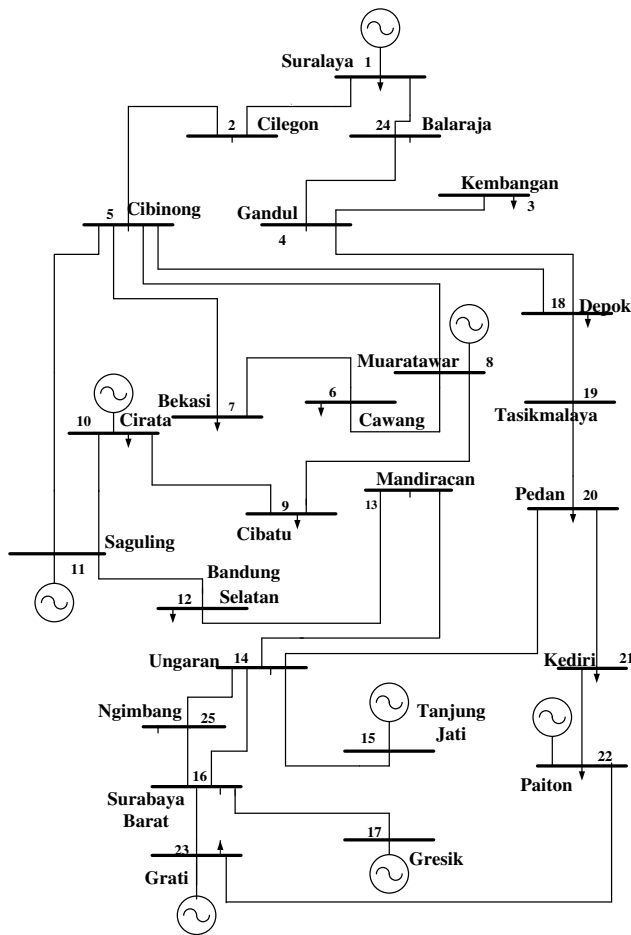 Suralaya 1
2 Cilegon
24 Balaraja
Kembangan
3
5 Cibinong
Gandul
4
18 Depok
Muaratawar 8
Bekasi 7
6
Cawang
19
Tasikmalaya
10 Cirata
Mandiracan
13
Pedan 20
9
Cibatu
Saguling
11
Bandung
12 Selatan
Ungaran 14
Kediri 21
Ngimbang 25
Tanjung
15 Jati
22
Paiton
16
Surabaya
Barat
17 Gresik
23
Grati